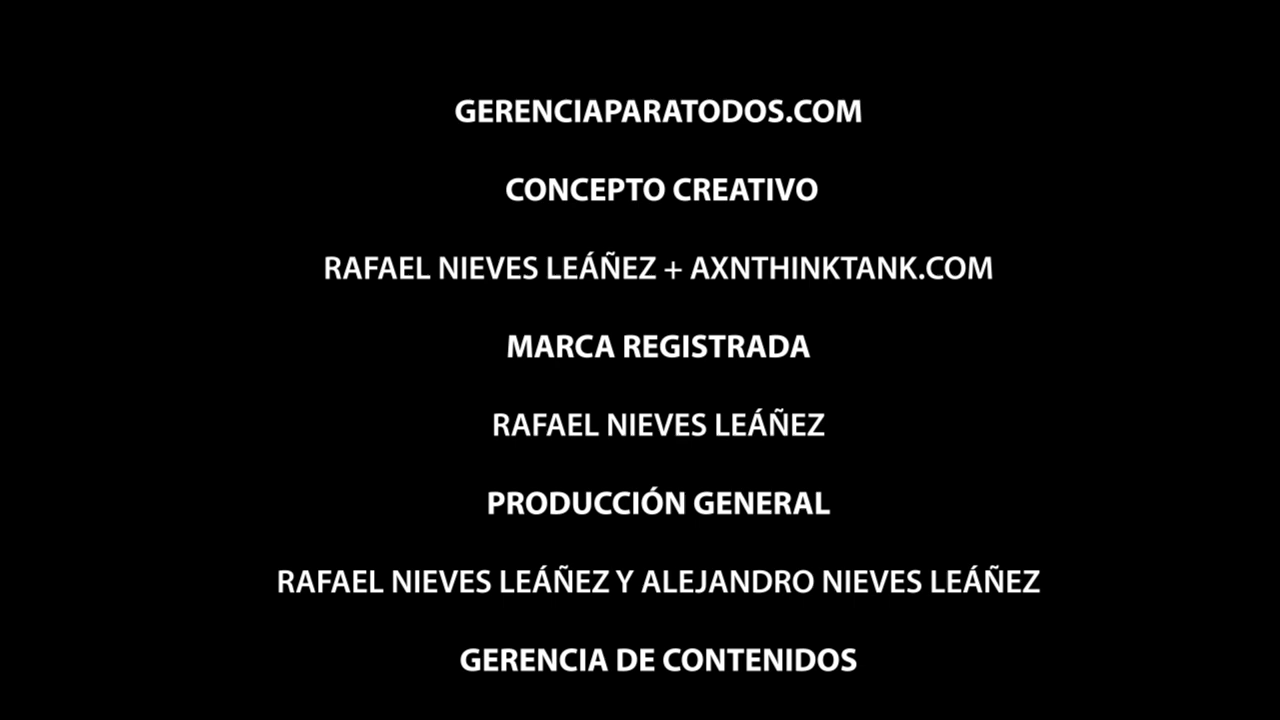 GERENCIAPARATODOS.COM
CONCEPTO CREATIVO
RAFAEL NIEVES LEÁÑEZ + AXNTHINKTANK.COM
MARCA REGISTRADA
RAFAEL NIEVES LEÁÑEZ
PRODUCCIÓN GENERAL
RAFAEL NIEVES LEÁÑEZ Y ALEJANDRO NIEVES LEÁÑEZ
GERENCIA DE CONTENIDOS